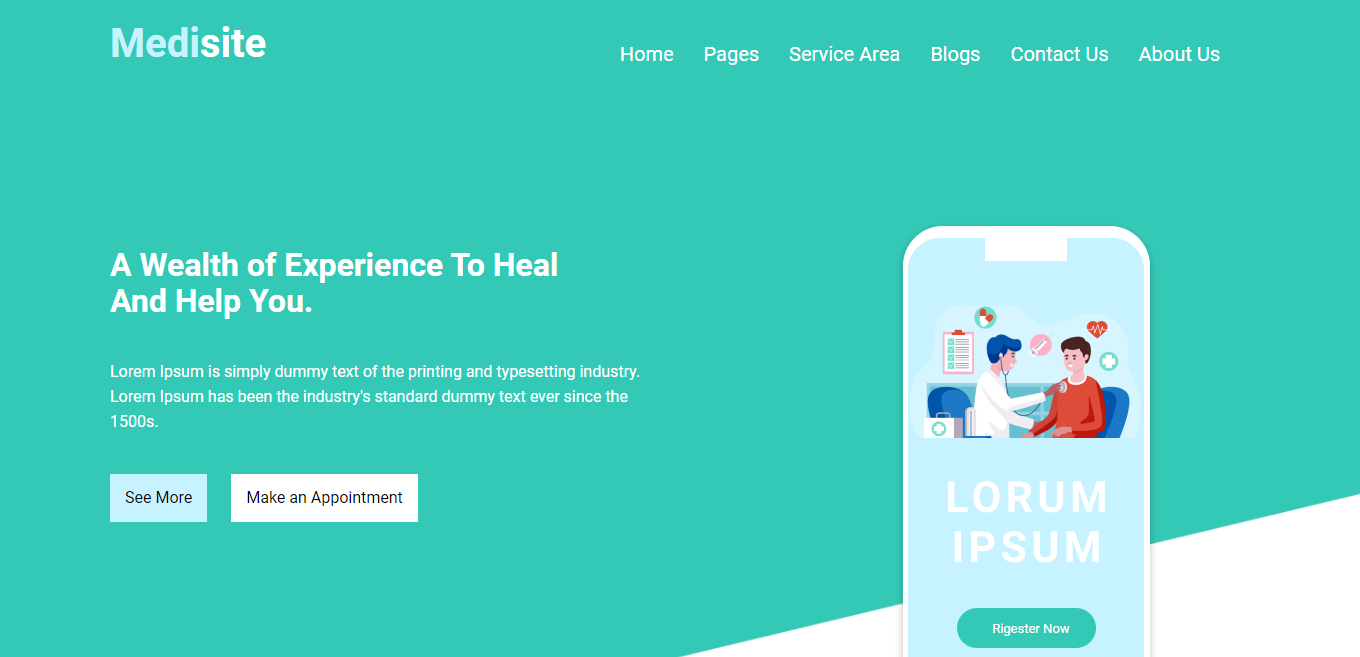 Medisite
Home Pages Service Area Blogs Contact Us About Us
A Wealth of Experience To Heal
And Help You.
Lorem Ipsum is simply dummy text of the printing and typesetting industry.
Lorem Ipsum has been the industry's standard dummy text ever since the
1500s.
See More Make an Appointment
LORUM
IPSUM
Rigester Now